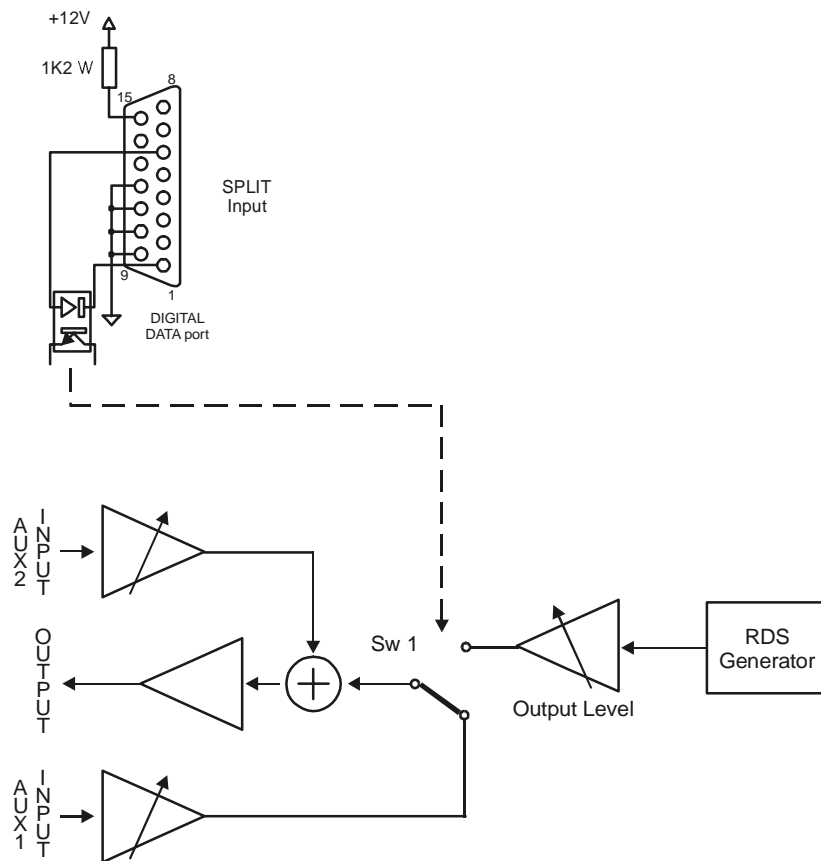 +12V
1K2 W
8
15
SPLIT
Input
9
1
DIGITAL
DATA port
AUX2
INPUT
Sw 1
RDS
Generator
OUTPUT
Output Level
AUX1
INPUT